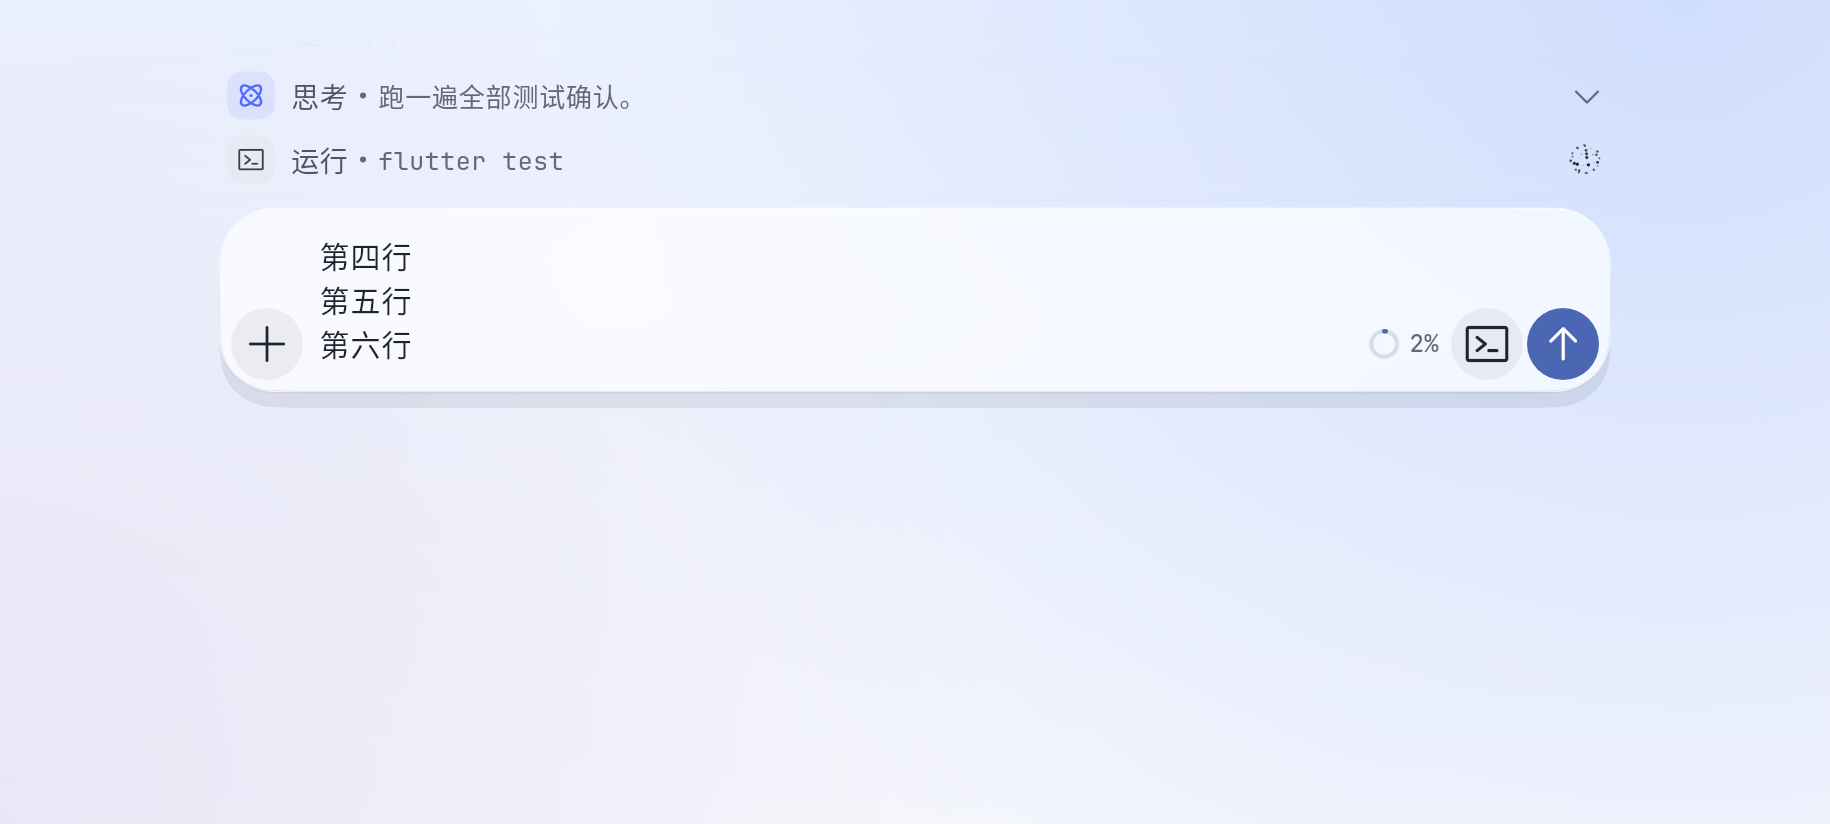 思考・跑一遍全部测试确认。
运行・flutter test
第四行
第五行
第六行
2%